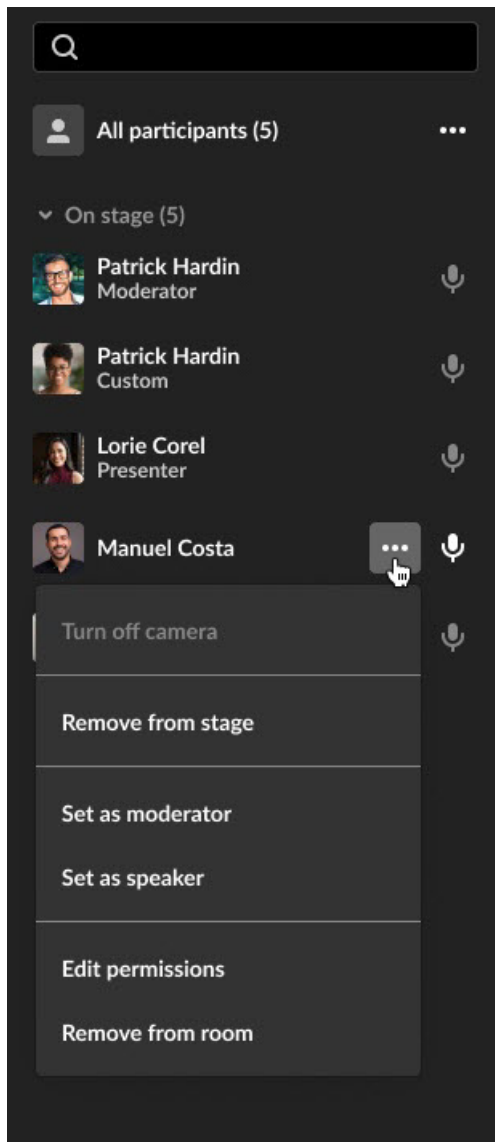 All participants (5)
On stage (5)
Patrick Hardin
Moderator
Patrick Hardin
Custom
Lorie Corel
Presenter
Manuel Costa
Turn off camera
Remove from stage
Set as moderator
Set as speaker
Edit permissions
Remove from room